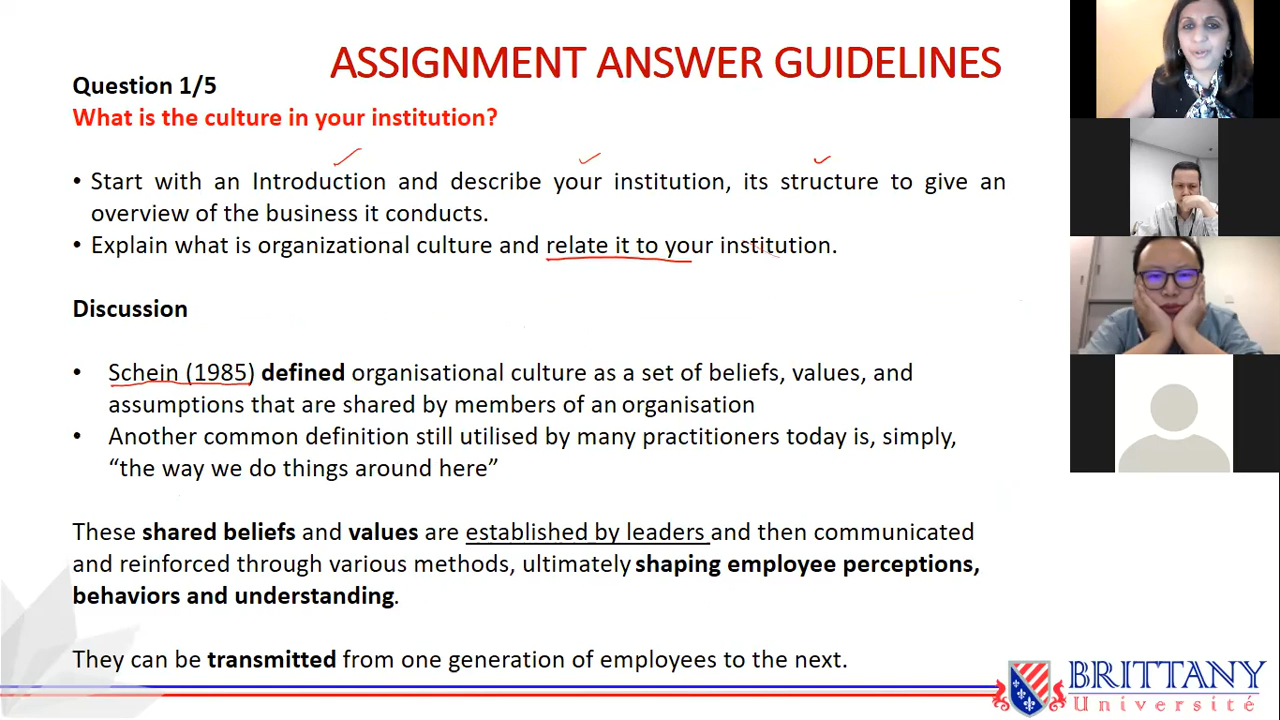 ASSIGNMENT ANSWER GUIDELINES
Question 1/5
What is the culture in your institution?
• Start with an Introduction and describe your institution, its structure to give an
overview of the business it conducts.
• Explain what is organizational culture and relate it to your institution.
Discussion
• Schein (1985) defined organisational culture as a set of beliefs, values, and
assumptions that are shared by members of an organisation
• Another common definition still utilised by many practitioners today is, simply,
“the way we do things around here”
These shared beliefs and values are established by leaders and then communicated
and reinforced through various methods, ultimately shaping employee perceptions,
behaviors and understanding.
They can be transmitted from one generation of employees to the next.
BRITTANY
Université